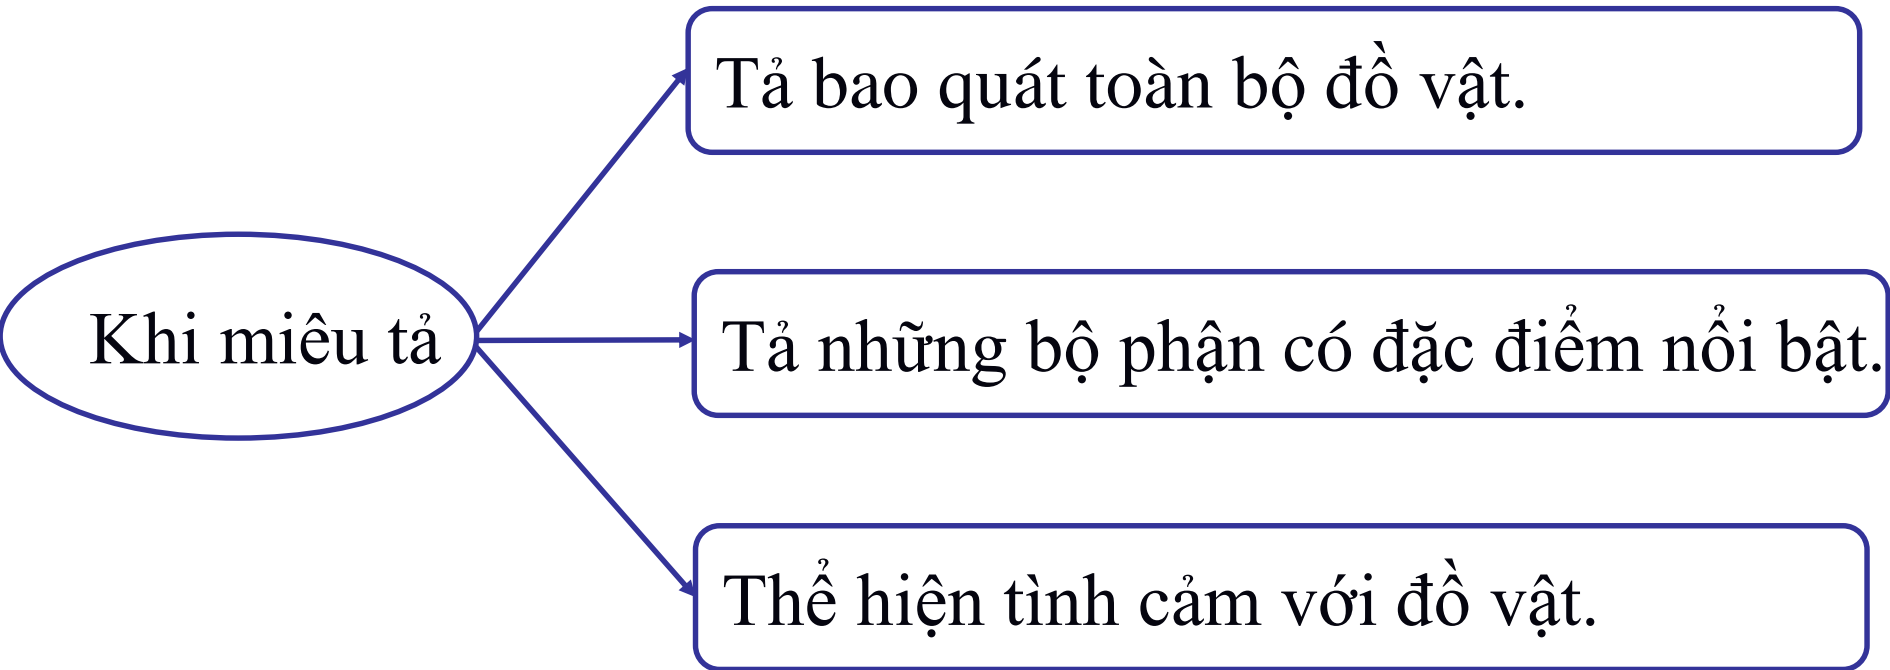 Tả bao quát toàn bộ đồ vật.
Khi miêu tả
Tả những bộ phận có đặc điểm nổi bật.
Thể hiện tình cảm với đồ vật.